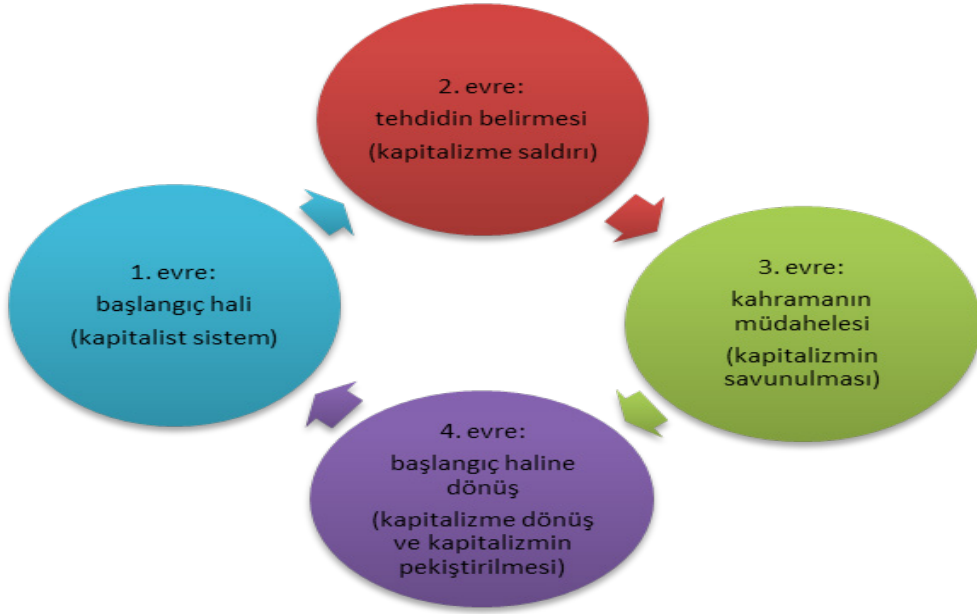 1. evre:
başlangıç hali
(kapitalist sistem)
2. evre:
tehdidin belirmesi
(kapitalizme saldırı)
3. evre:
kahramanın
müdahelesi
(kapitalizmin
savunulması)
4. evre:
başlangıç haline
dönüş
(kapitalizme dönüş
ve kapitalizmin
pekiştirilmesi)